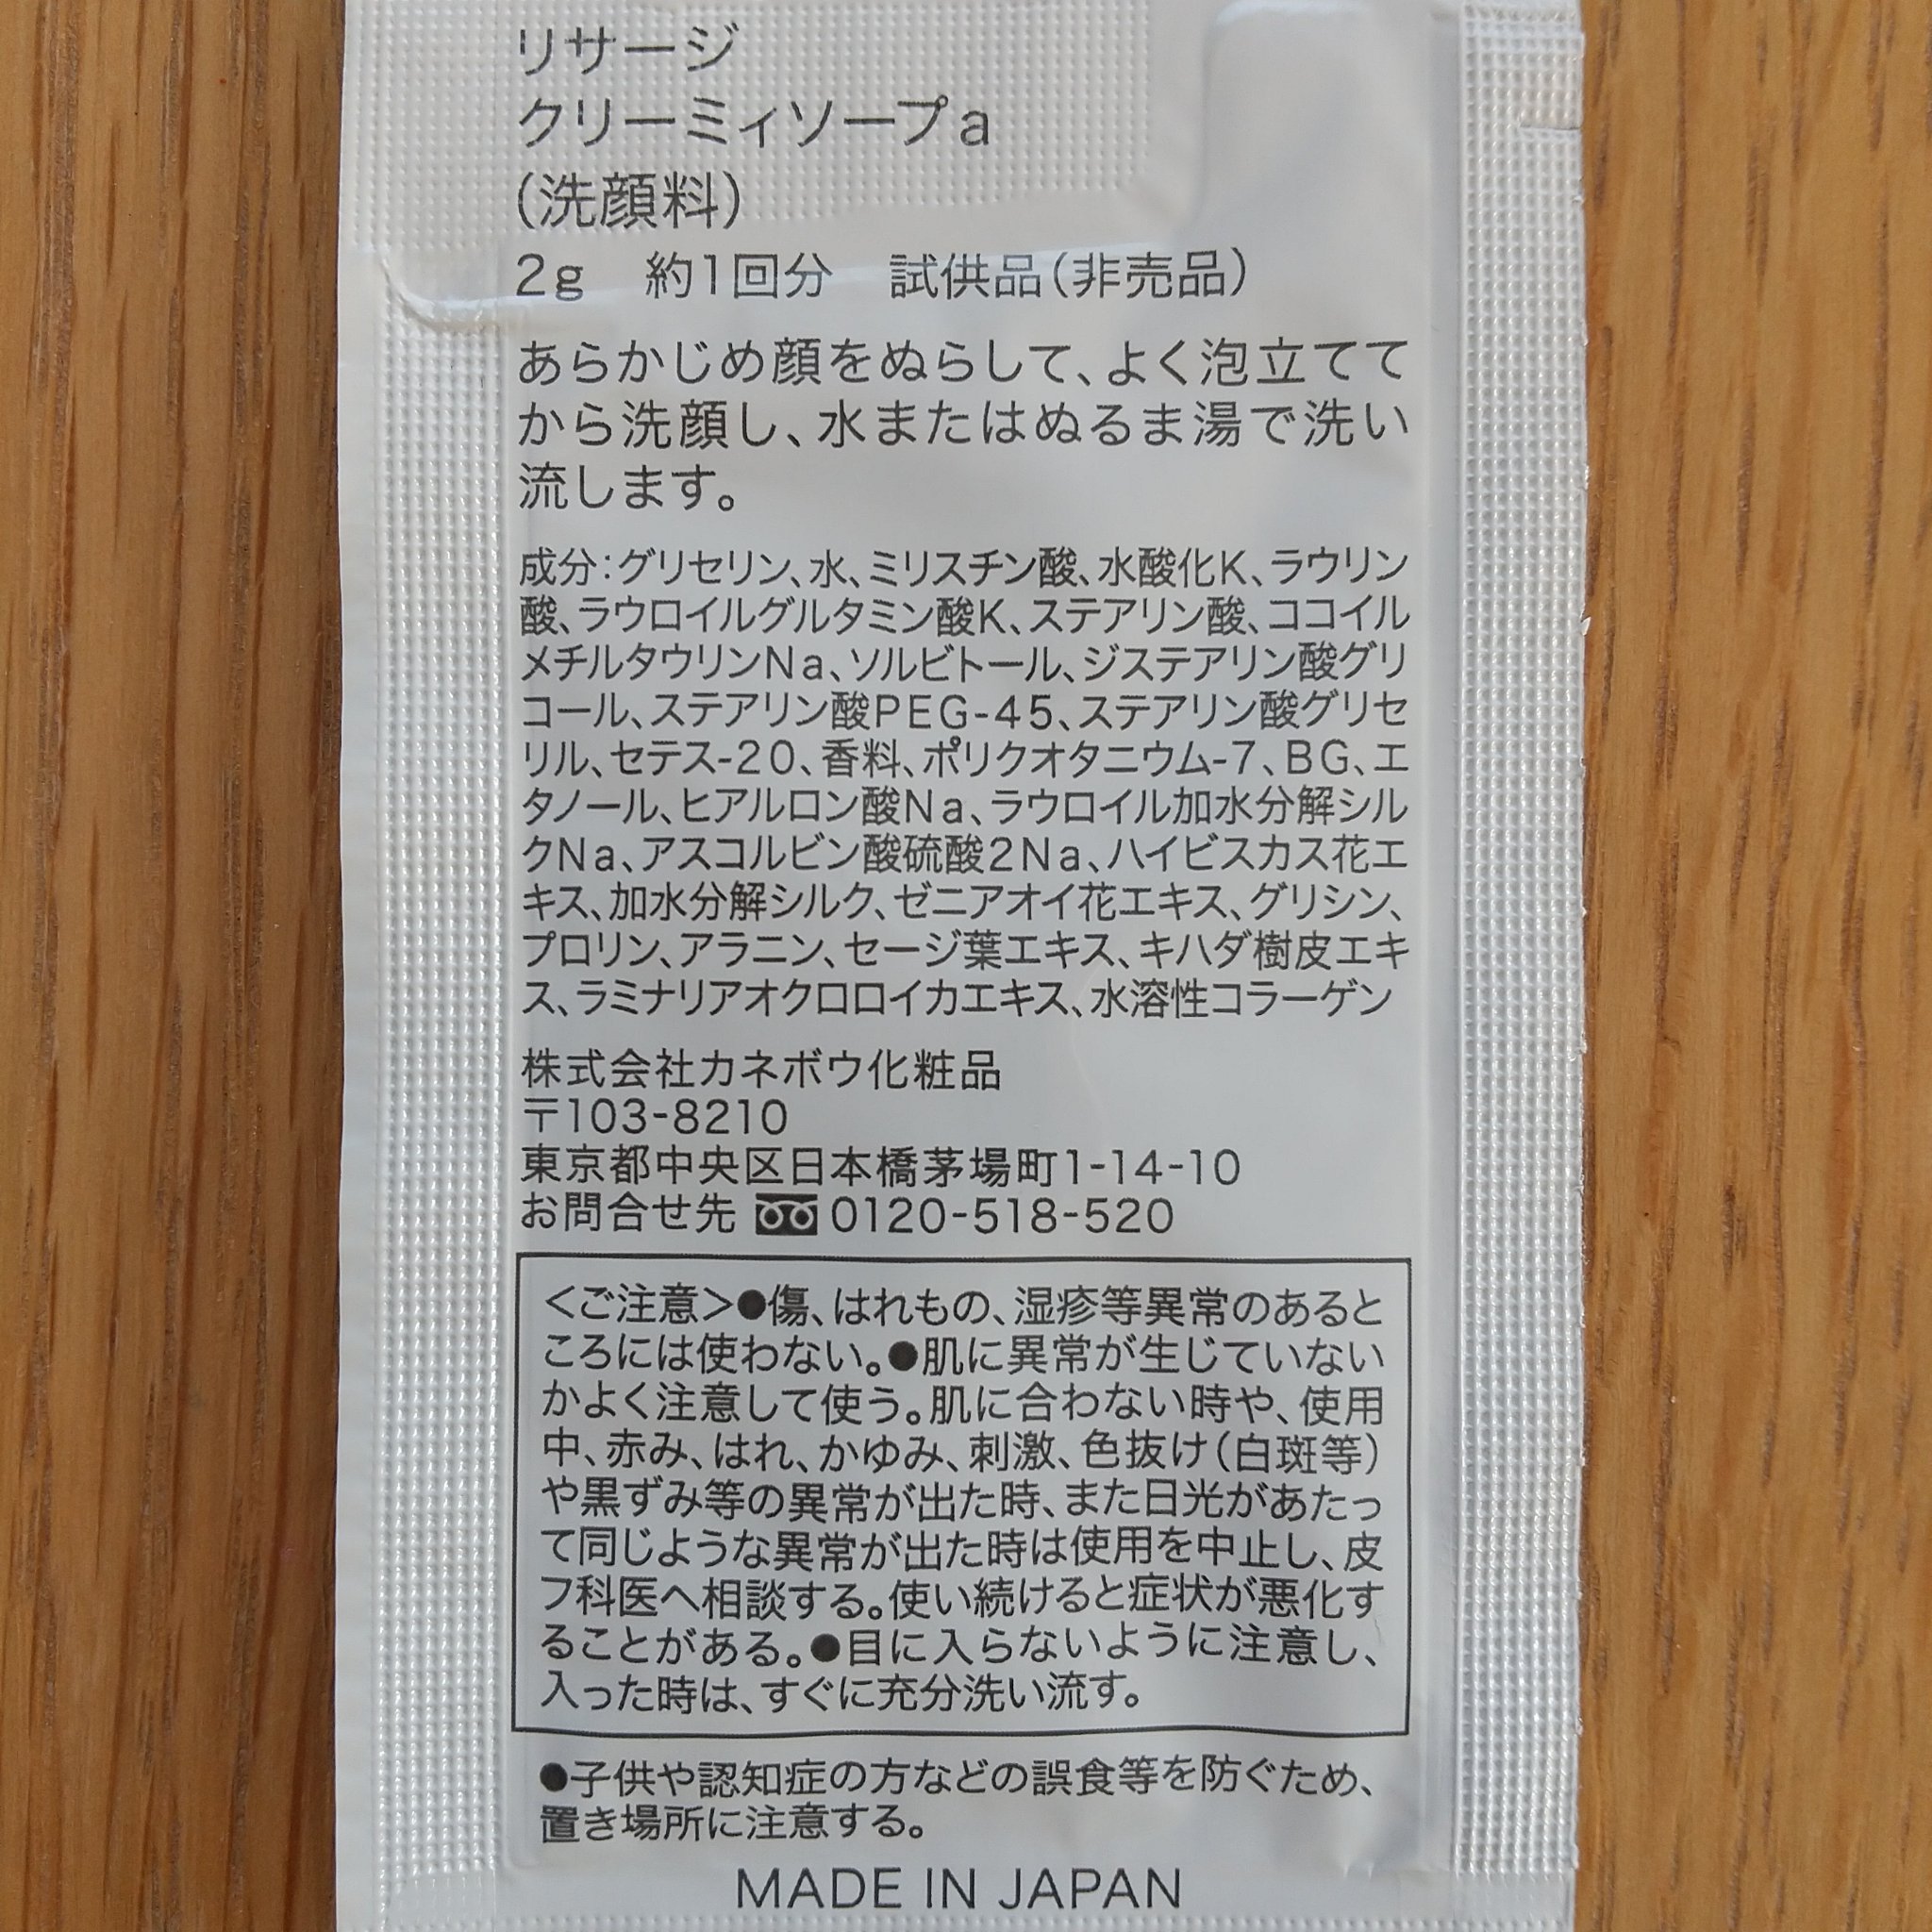 リサージ
クリーミィソープa
(洗顔料)
2g 約1回分 試供品(非売品)
あらかじめ顔をぬらして、よく泡立てて
から洗顔し、水またはぬるま湯で洗い
流します。
成分:グリセリン、水、ミリスチン酸、水酸化K、ラウリン
酸、ラウロイルグルタミン酸K、ステアリン酸、ココイル
メチルタウリンNa、ソルビトール、ジステアリン酸グリ
コール、ステアリン酸PEG-45、ステアリン酸グリセ
リル、セテス-20、香料、ポリクオタニウム-7、BG、エ
タノール、ヒアルロン酸Na、ラウロイル加水分解シル
クNa、アスコルビン酸硫酸2Na、ハイビスカス花エ
キス、加水分解シルク、ゼニアオイ花エキス、グリシン、
プロリン、アラニン、セージ葉エキス、キハダ樹皮エキ
ス、ラミナリアオクロロイカエキス、水溶性コラーゲン
株式会社カネボウ化粧品
〒103-8210
東京都中央区日本橋茅場町1-14-10
お問合せ先 0120-518-520
<ご注意>●傷、はれもの、湿疹等異常のあると
ころには使わない。●肌に異常が生じていない
かよく注意して使う。肌に合わない時や、使用
中、赤み、はれ、かゆみ、刺激、色抜け(白斑等)
や黒ずみ等の異常が出た時、また日光があたっ
て同じような異常が出た時は使用を中止し、皮
フ科医へ相談する。使い続けると症状が悪化す
ることがある。●目に入らないように注意し、
入った時は、すぐに充分洗い流す。
●子供や認知症の方などの誤食等を防ぐため、
置き場所に注意する。
MADE IN JAPAN